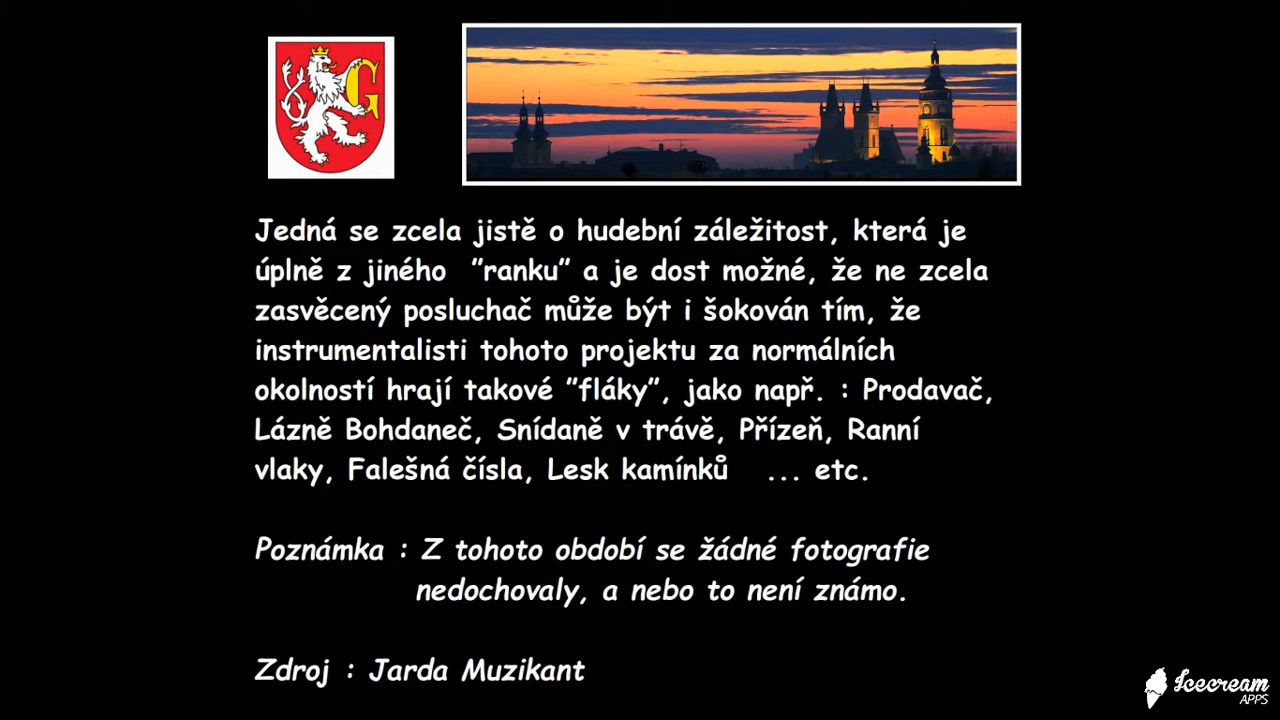 G
Jedná se zcela jistě o hudební záležitost, která je
úplně z jiného "ranku" a je dost možné, že ne zcela
zasvěcený posluchač může být i šokován tím, že
instrumentalisti tohoto projektu za normálních
okolností hrají takové "fláky", jako např. : Prodavač,
Lázně Bohdaneč, Snídaně v trávě, Přízeň, Ranní
vlaky, Falešná čísla, Lesk kamínků ... etc.
Poznámka : Z tohoto období se žádné fotografie
nedochovaly, a nebo to není známo.
Zdroj : Jarda Muzikant
Icecream
APPS